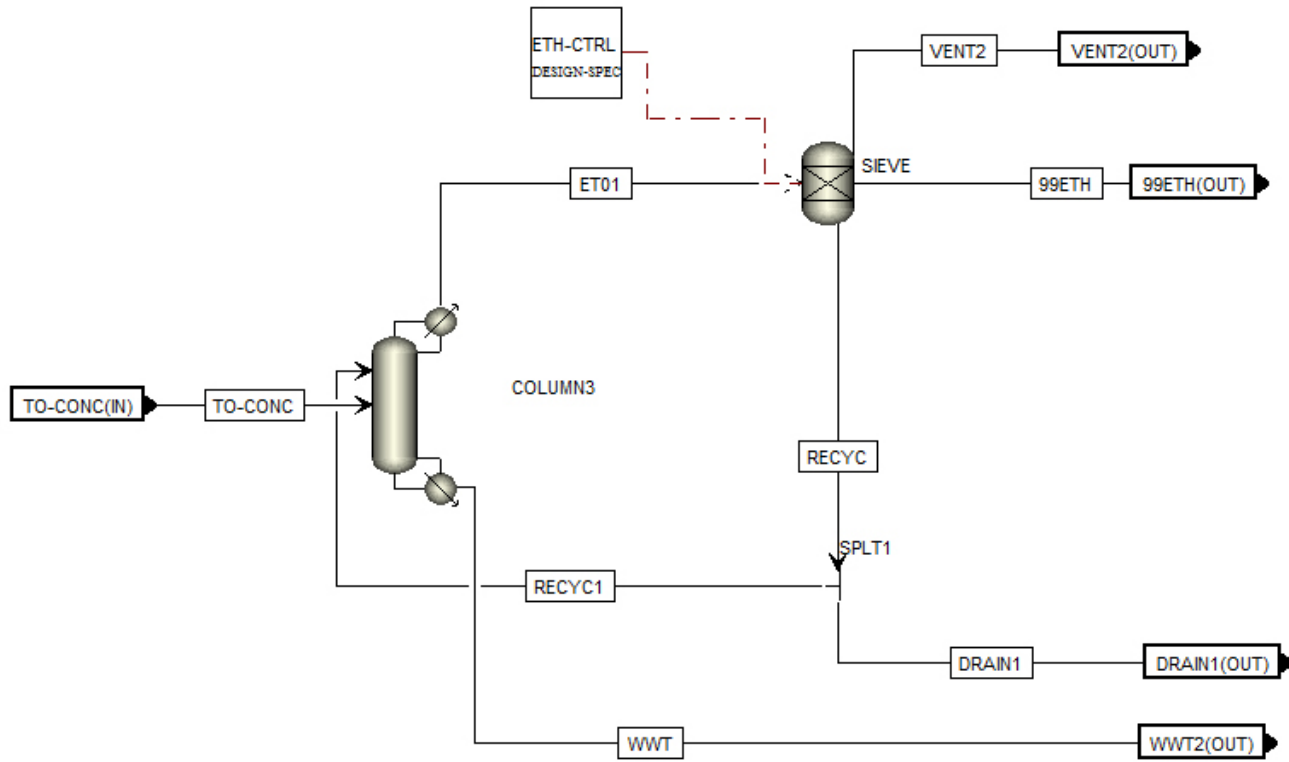 ETH-CTRL
DESIGN-SPEC
VENT2
VENT2(OUT)
SIEVE
ET01
99ETH
99ETH(OUT)
COLUMN3
TO-CONC(IN)
TO-CONC
RECYC
SPLT1
RECYC1
DRAIN1
DRAIN1(OUT)
WWT
WWT2(OUT)